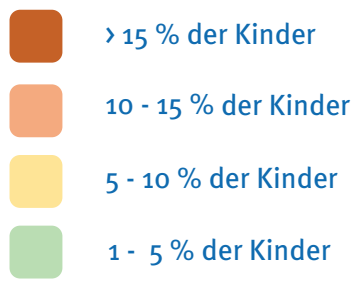 > 15 % der Kinder
10 - 15 % der Kinder
5 - 10 % der Kinder
1 -  5 % der Kinder